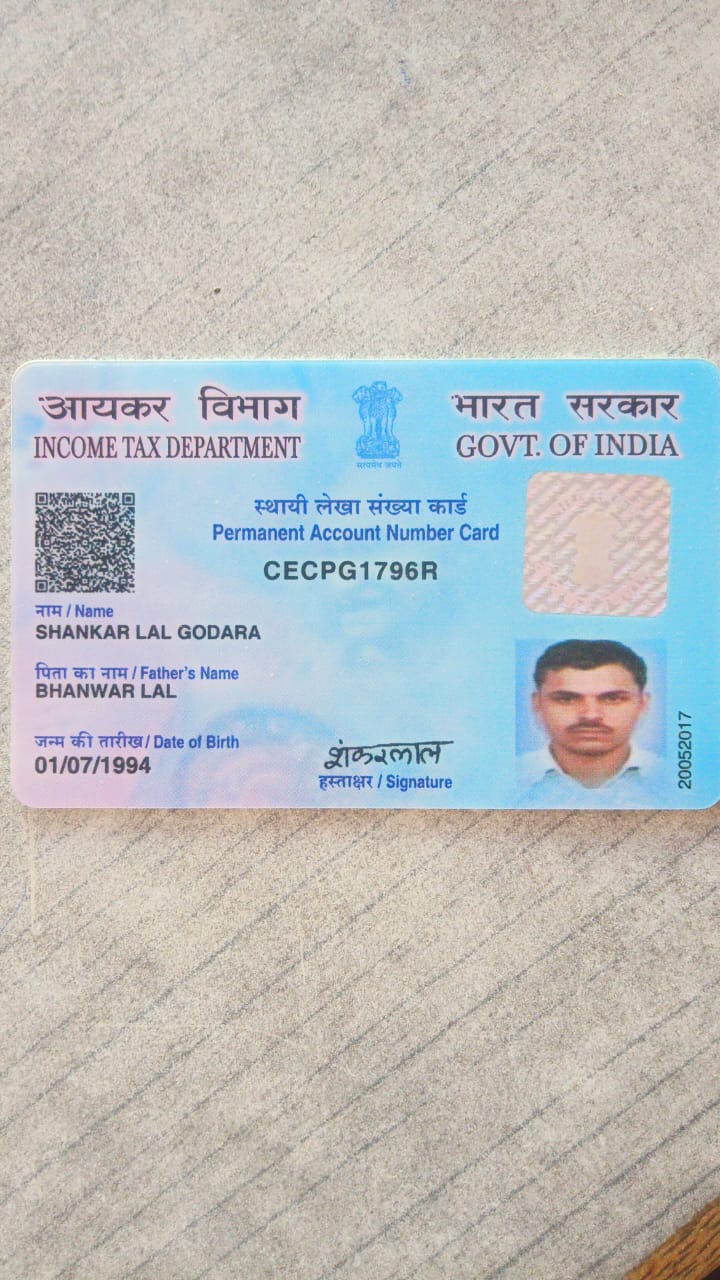 आयकर विभाग
INCOME TAX DEPARTMENT
सत्यमेव जयते
भारत सरकार
GOVT. OF INDIA
स्थायी लेखा संख्या कार्ड
Permanent Account Number Card
CECPG1796R
नाम / Name
SHANKAR LAL GODARA
पिता का नाम / Father's Name
BHANWAR LAL
जन्म की तारीख / Date of Birth
01/07/1994
शंकरलाल
हस्ताक्षर / Signature
20052017